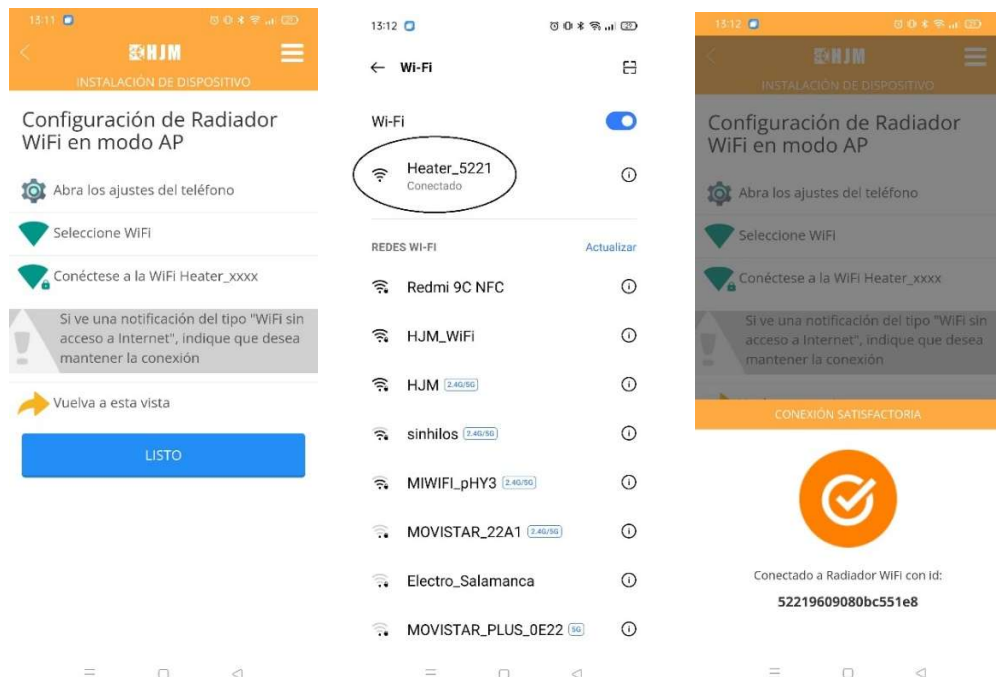 13:11
HJM
INSTALACIÓN DE DISPOSITIVO
Configuración de Radiador
WiFi en modo AP
Abra los ajustes del teléfono
Seleccione WiFi
Conéctese a la WiFi Heater_xxxx
Si ve una notificación del tipo "WiFi sin
acceso a Internet", indique que desea
mantener la conexión
Vuelva a esta vista
LISTO
13:12
29
Wi-Fi
Wi-Fi
Heater_5221
Conectado
REDES WI-FI
Actualizar
Redmi 9C NFC
HJM_WiFi
HJM 2.4G/5G
sinhilos 2.4G/5G
MIWIFI_pHY3 2.4G/5G
MOVISTAR_22A1 2.4G/5G
Electro_Salamanca
MOVISTAR_PLUS_0E22 5G
13:12
HJM
INSTALACIÓN DE DISPOSITIVO
Configuración de Radiador
WiFi en modo AP
Abra los ajustes del teléfono
Seleccione WiFi
Conéctese a la WiFi Heater_xxxx
Si ve una notificación del tipo "WiFi sin
acceso a Internet", indique que desea
mantener la conexión
CONEXIÓN SATISFACTORIA
Conectado a Radiador WiFi con id:
52219609080bc551e8